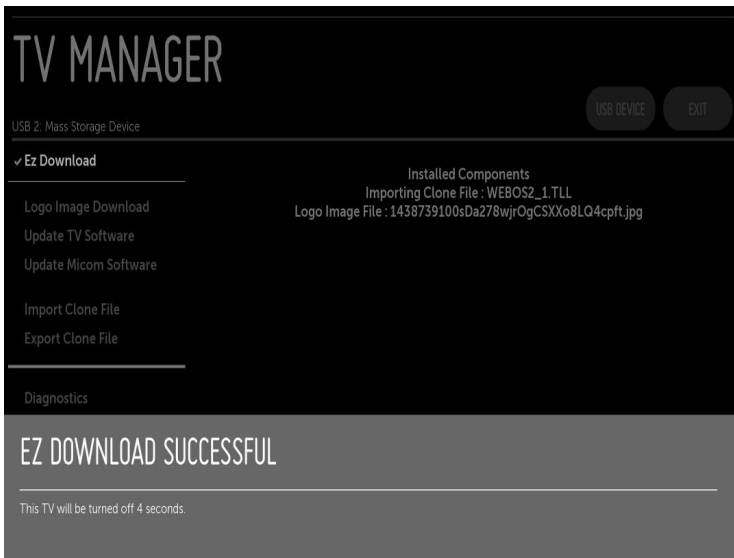 TV MANAGER
USB DEVICE
EXIT
USB 2: Mass Storage Device
✓ Ez Download
Installed Components
Importing Clone File : WEBOS2_1.TLL
Logo Image File : 1438739100sDa278wjrOgCSXXo8LQ4cpft.jpg
Logo Image Download
Update TV Software
Update Micom Software
Import Clone File
Export Clone File
Diagnostics
EZ DOWNLOAD SUCCESSFUL
This TV will be turned off 4 seconds.